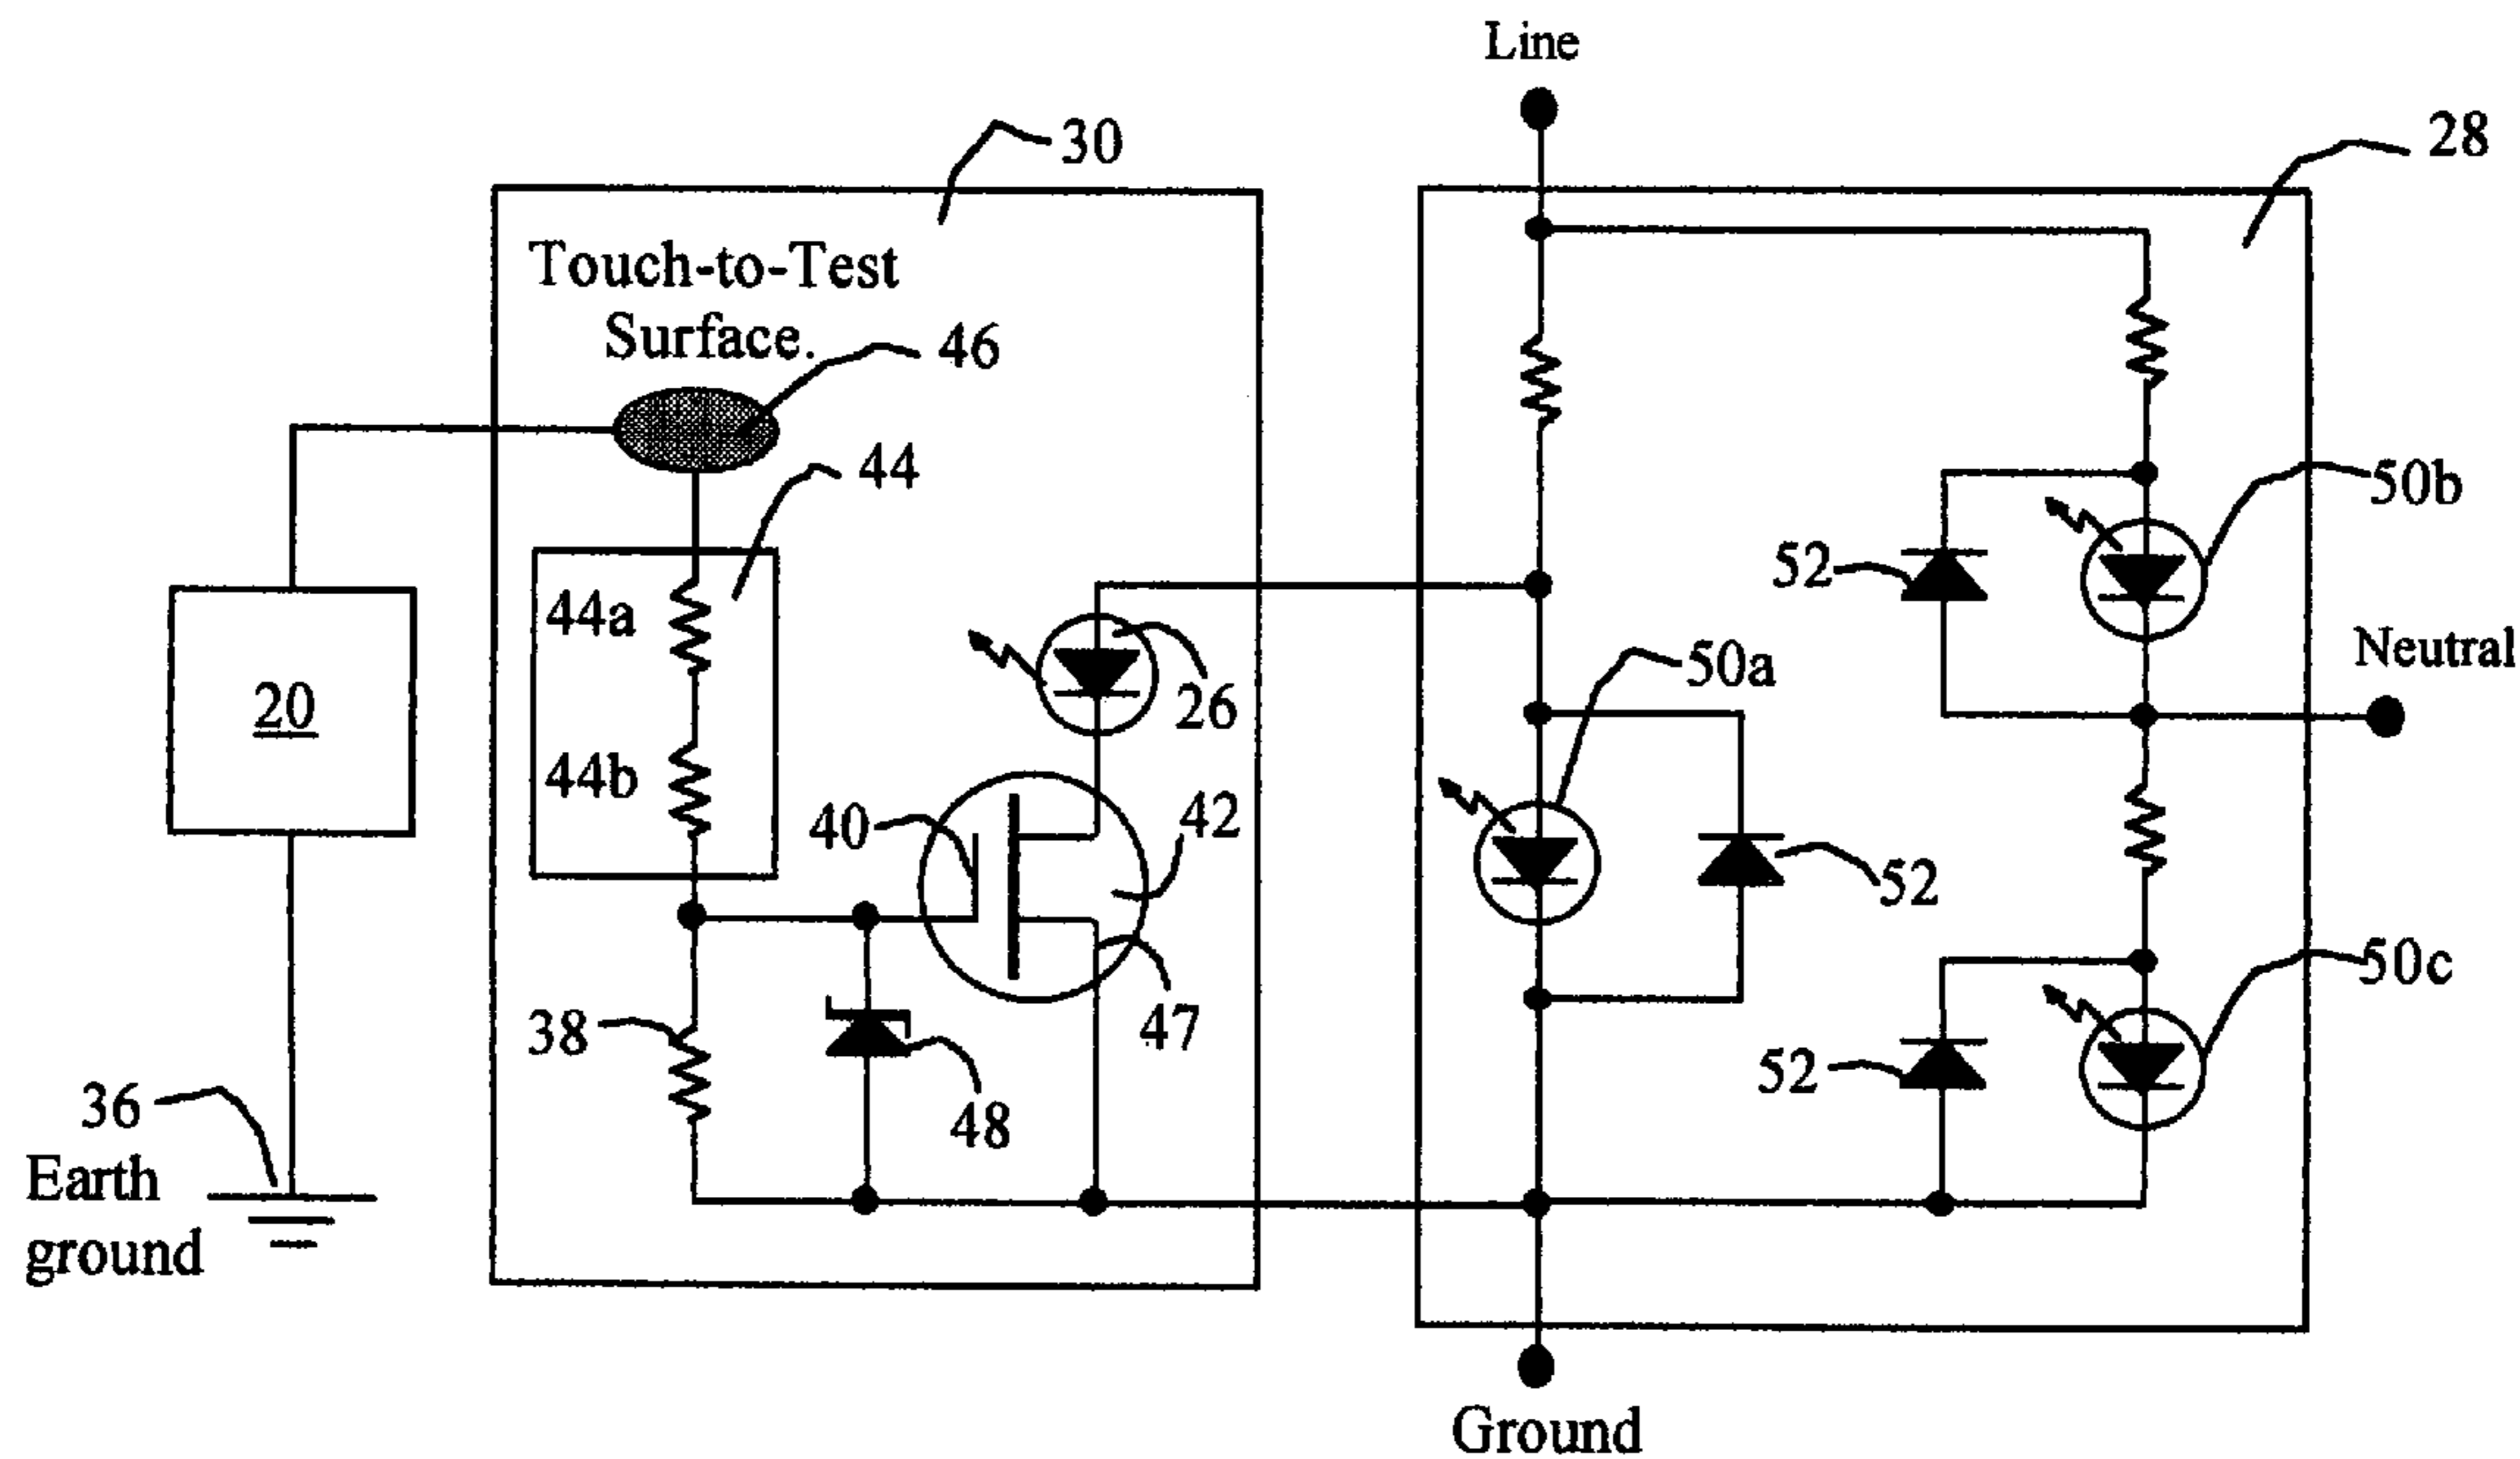 Line
30
28
Touch-to-Test
Surface.
46
44
50b
44a
52
50a
Neutral
26
20
44b
40
42
52
50c
38
47
52
48
36
Earth
ground
Ground